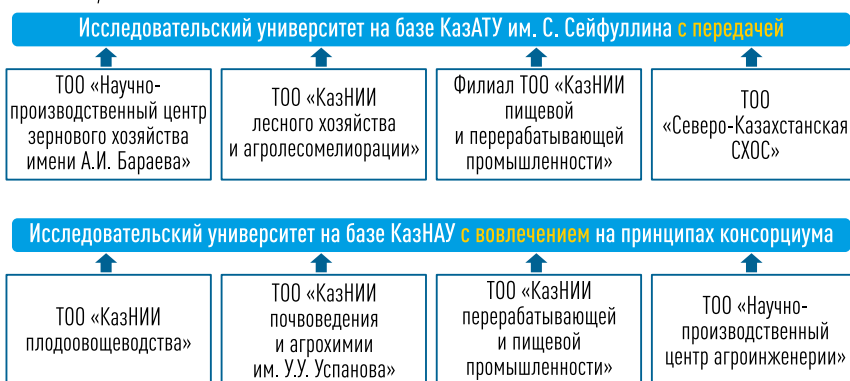 Исследовательский университет на базе КазАТУ им. С. Сейфуллина с передачей
ТОО «Научно-
производственный центр
зернового хозяйства
имени А.И. Бараева»
ТОО «КазНИИ
лесного хозяйства
и агролесомелиорации»
Филиал ТОО «КазНИИ
пищевой
и перерабатывающей
промышленности»
ТОО
«Северо-Казахстанская
СХОС»
Исследовательский университет на базе КазНАУ с вовлечением на принципах консорциума
ТОО «КазНИИ
плодоовощеводства»
ТОО «КазНИИ
почвоведения
и агрохимии
им. У.У. Успанова»
ТОО «КазНИИ
перерабатывающей
и пищевой
промышленности»
ТОО «Научно-
производственный
центр агроинженерии»